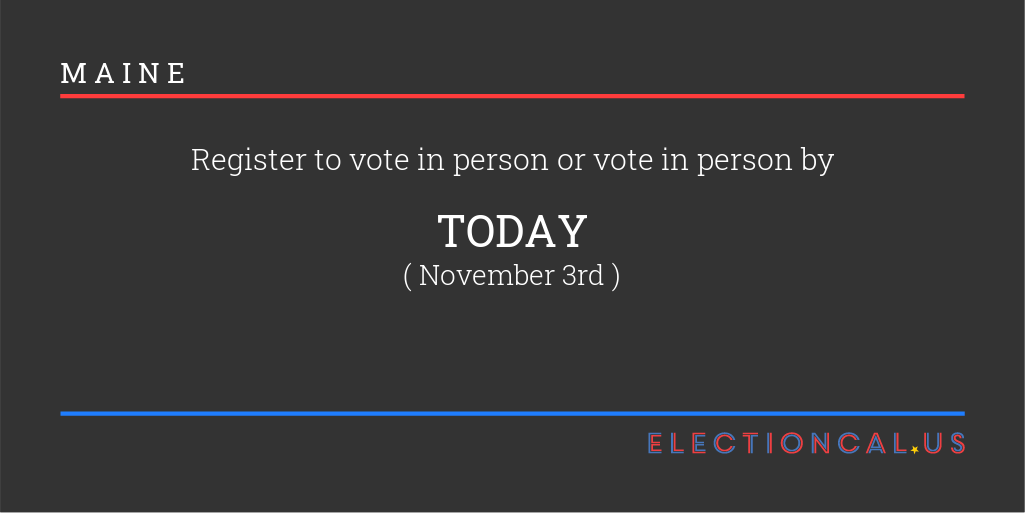 MAINE
Register to vote in person or vote in person by
TODAY
( November 3rd )
ELECTIONCAL.US